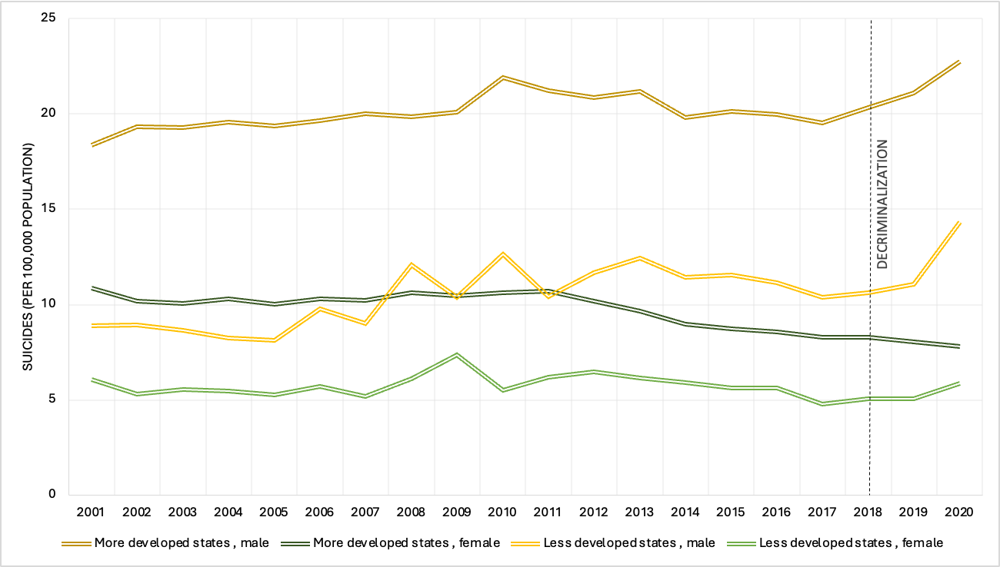 25
20
15
10
5
0
SUICIDES (PER 100,000 POPULATION)
DECRIMINALIZATION
2001 2002 2003 2004 2005 2006 2007 2008 2009 2010 2011 2012 2013 2014 2015 2016 2017 2018 2019 2020
More developed states , male More developed states , female Less developed states , male Less developed states , female